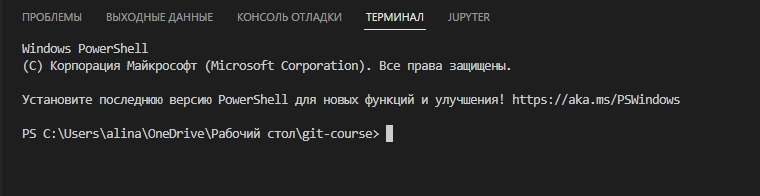 ПРОБЛЕМЫ ВЫХОДНЫЕ ДАННЫЕ КОНСОЛЬ ОТЛАДКИ ТЕРМИНАЛ JUPYTER
Windows PowerShell
(C) Корпорация Майкрософт (Microsoft Corporation). Все права защищены.
Установите последнюю версию PowerShell для новых функций и улучшения! https://aka.ms/PSWindows
PS C:\Users\alina\OneDrive\Рабочий стол\git-course>